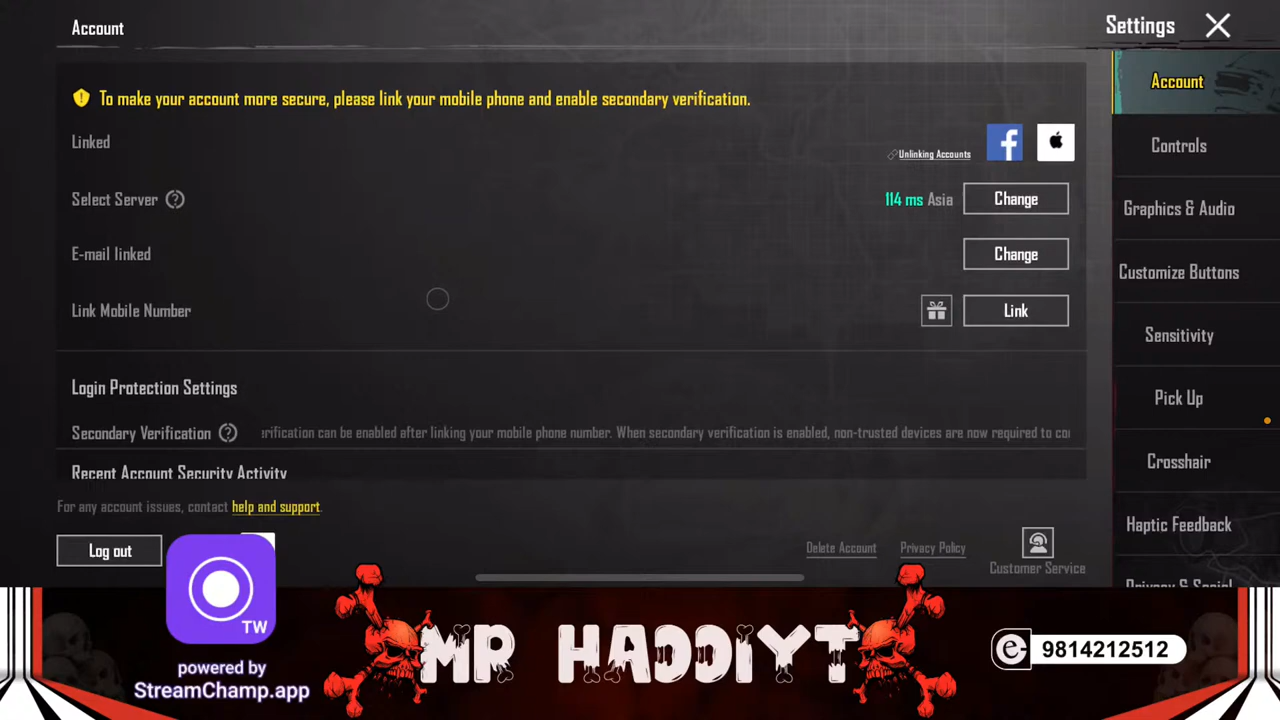 Account
Settings
To make your account more secure, please link your mobile phone and enable secondary verification.
Account
Linked
Unlinking Accounts
Controls
Select Server
114 ms Asia
Change
Graphics & Audio
E-mail linked
Change
Customize Buttons
Link Mobile Number
Link
Sensitivity
Login Protection Settings
Pick Up
Secondary Verification
erification can be enabled after linking your mobile phone number. When secondary verification is enabled, non-trusted devices are now required to co
Crosshair
Recent Account Security Activity
For any account issues, contact help and support.
Haptic Feedback
Log out
Delete Account
Privacy Policy
Customer Service
Privacy & Social
TW
powered by
StreamChamp.app
MR HADDIYT
e 9814212512